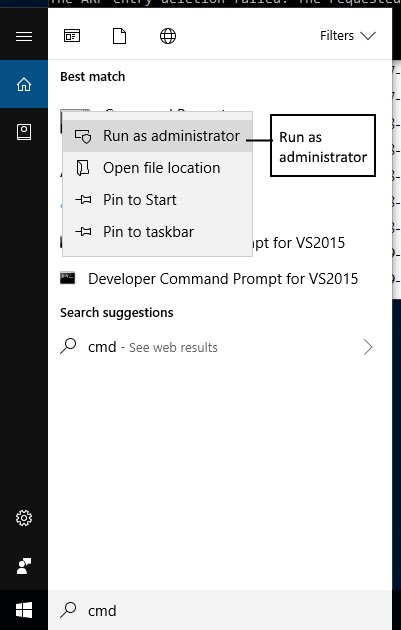 The ARP entry deletion failed: The requested
Filters
Best match
Command Prompt
Run as administrator
Run as
administrator
Open file location
Pin to Start
Pin to taskbar
pt for VS2015
Developer Command Prompt for VS2015
Search suggestions
cmd - See web results
cmd